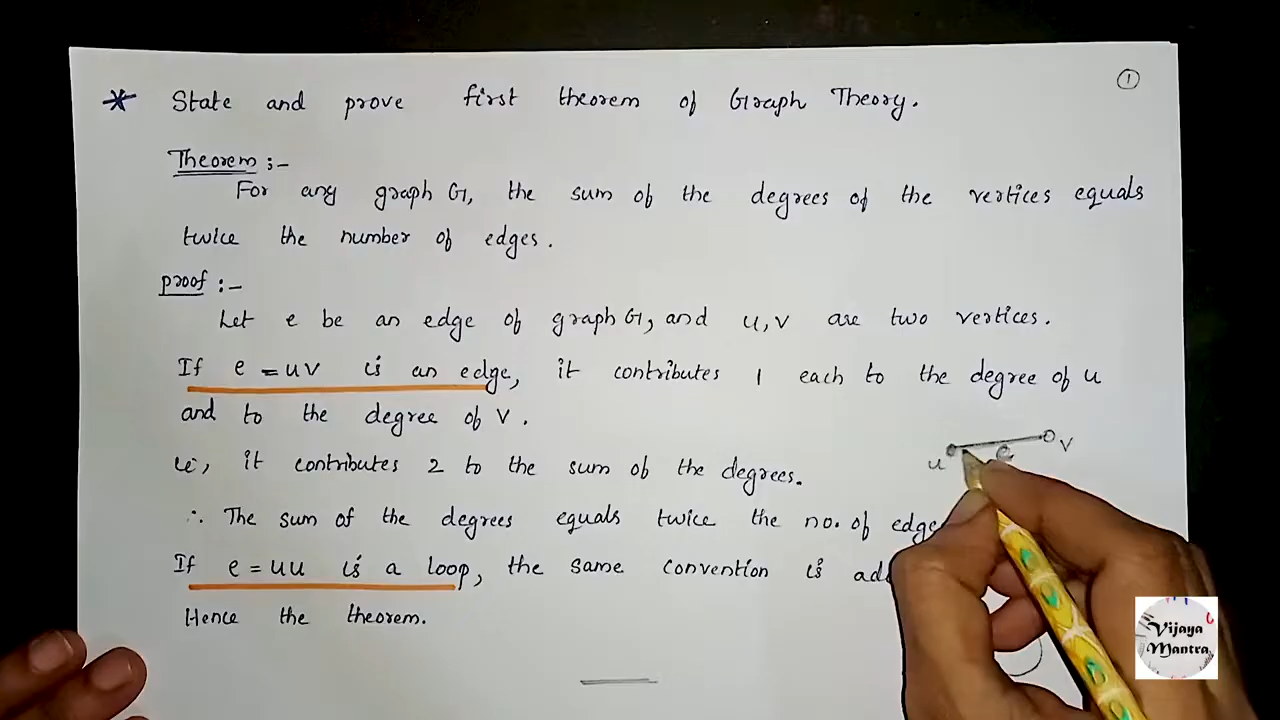 ①
* State and prove first theorem of Graph Theory.
Theorem :-
For any graph G, the sum of the degrees of the vertices equals
twice the number of edges.
proof :-
Let e be an edge of graph G, and u, v are two vertices.
If e = uv is an edge, it contributes 1 each to the degree of u
and to the degree of v.
ie, it contributes 2 to the sum of the degrees.
u e v
∴ The sum of the degrees equals twice the no. of edge
If e = uu is a loop, the same convention is
Hence the theorem.
Vijaya
Mantra